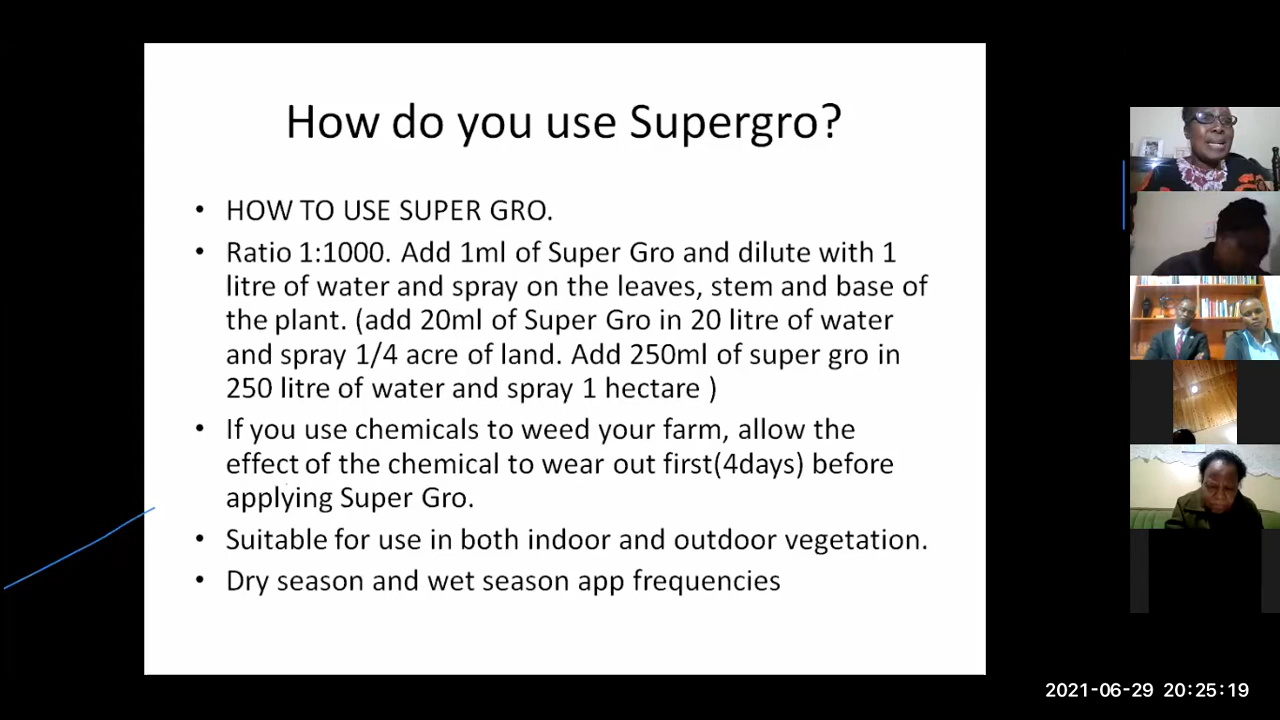 How do you use Supergro?
• HOW TO USE SUPER GRO.
• Ratio 1:1000. Add 1ml of Super Gro and dilute with 1
litre of water and spray on the leaves, stem and base of
the plant. (add 20ml of Super Gro in 20 litre of water
and spray 1/4 acre of land. Add 250ml of super gro in
250 litre of water and spray 1 hectare )
• If you use chemicals to weed your farm, allow the
effect of the chemical to wear out first(4days) before
applying Super Gro.
• Suitable for use in both indoor and outdoor vegetation.
• Dry season and wet season app frequencies
2021-06-29 20:25:19